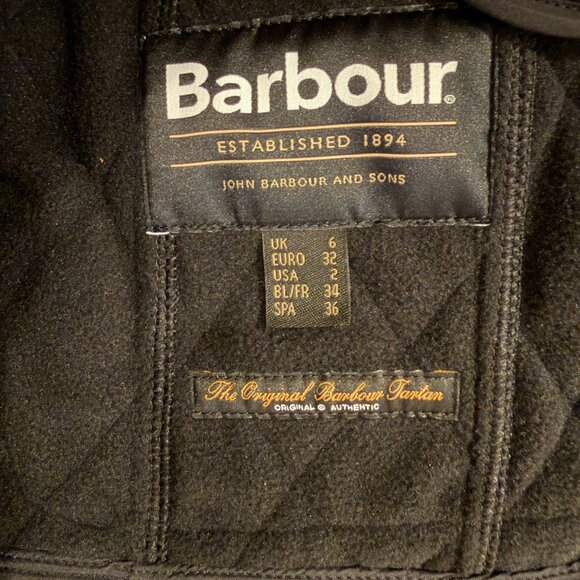 Barbour®
ESTABLISHED 1894
JOHN BARBOUR AND SONS
UK 6
EURO 32
USA 2
BL/FR 34
SPA 36
The Original Barbour Tartan
ORIGINAL & AUTHENTIC